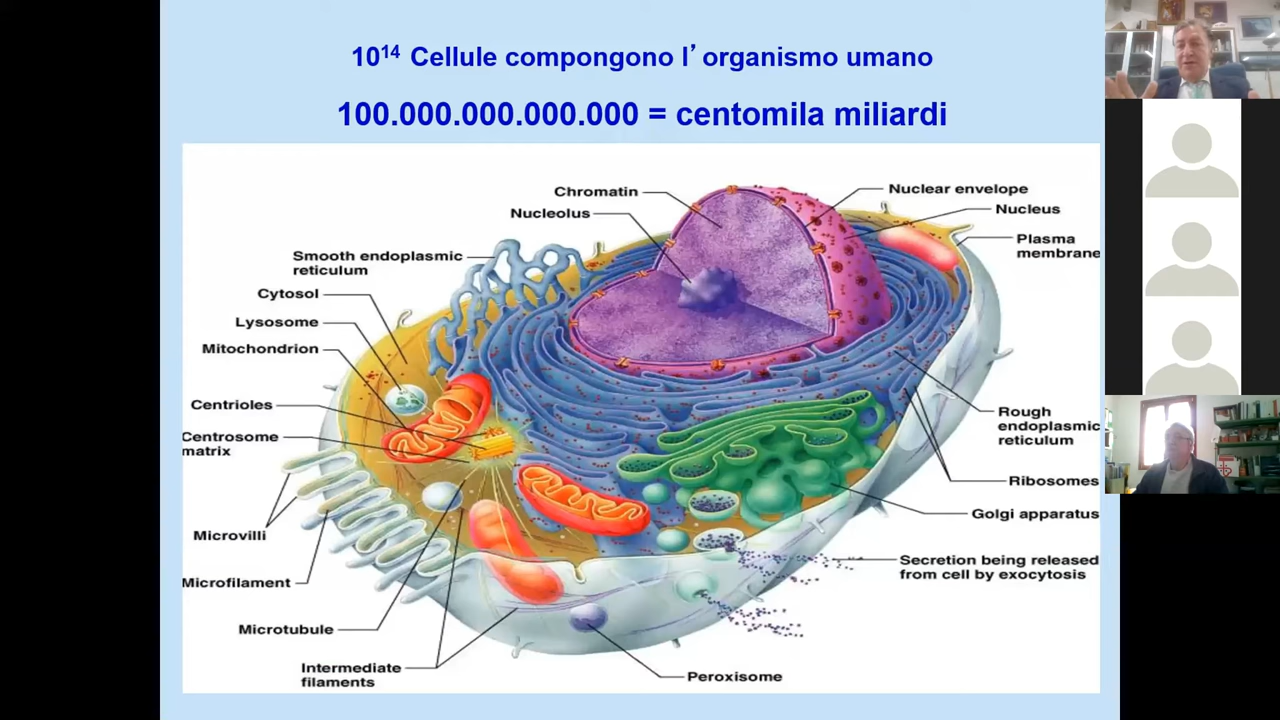 10¹⁴ Cellule compongono l’organismo umano
100.000.000.000.000 = centomila miliardi
Chromatin
Nucleolus
Smooth endoplasmic
reticulum
Cytosol
Lysosome
Mitochondrion
Centrioles
Centrosome
matrix
Microvilli
Microfilament
Microtubule
Intermediate
filaments
Nuclear envelope
Nucleus
Plasma
membrane
Rough
endoplasmic
reticulum
Ribosomes
Golgi apparatus
Secretion being released
from cell by exocytosis
Peroxisome